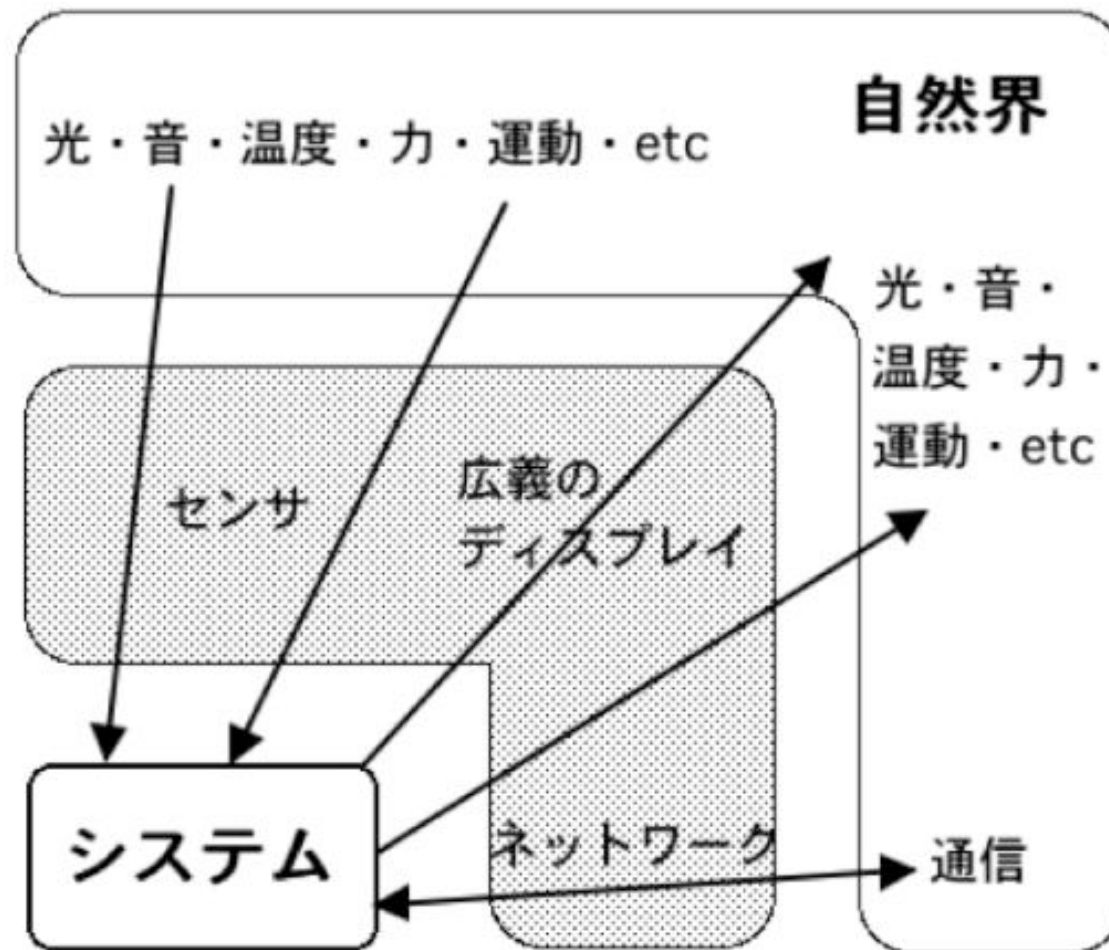 自然界
光・音・温度・力・運動・etc
光・音・
温度・力・
運動・etc
センサ
広義の
ディスプレイ
システム
ネットワーク
通信